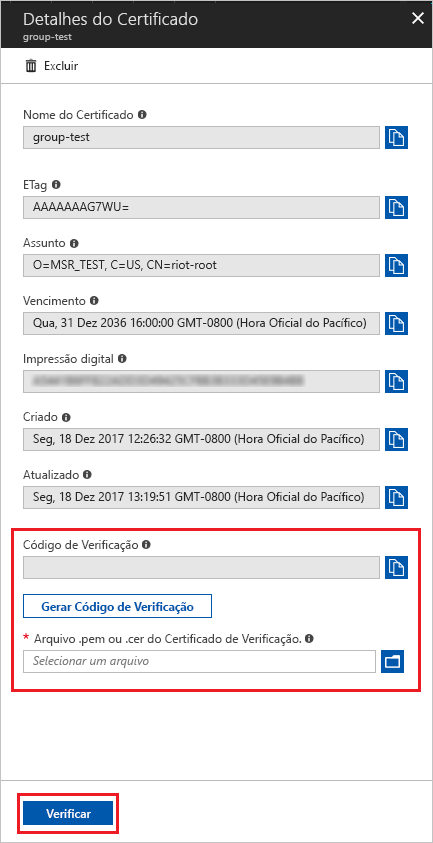 Detalhes do Certificado
group-test
Excluir
Nome do Certificado
group-test
ETag
AAAAAAAG7WU=
Assunto
O=MSR_TEST, C=US, CN=riot-root
Vencimento
Qua, 31 Dez 2036 16:00:00 GMT-0800 (Hora Oficial do Pacífico)
Impressão digital
Criado
Seg, 18 Dez 2017 12:26:32 GMT-0800 (Hora Oficial do Pacífico)
Atualizado
Seg, 18 Dez 2017 13:19:51 GMT-0800 (Hora Oficial do Pacífico)
Código de Verificação
Gerar Código de Verificação
* Arquivo .pem ou .cer do Certificado de Verificação.
Selecionar um arquivo
Verificar